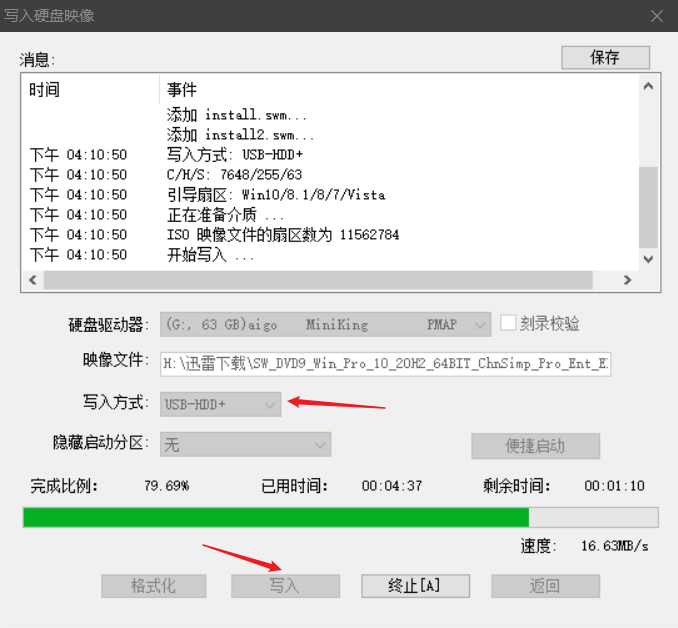 写入硬盘映像
消息:
保存
时间 事件
添加 install.swm...
添加 install2.swm...
下午 04:10:50 写入方式: USB-HDD+
下午 04:10:50 C/H/S: 7648/255/63
下午 04:10:50 引导扇区: Win10/8.1/8/7/Vista
下午 04:10:50 正在准备介质 ...
下午 04:10:50 ISO 映像文件的扇区数为 11562784
下午 04:10:50 开始写入 ...
硬盘驱动器: (G:, 63 GB)aigo MiniKing PMAP 刻录校验
映像文件: H:\迅雷下载\SW_DVD9_Win_Pro_10_20H2_64BIT_ChnSimp_Pro_Ent_E
写入方式: USB-HDD+
隐藏启动分区: 无 便捷启动
完成比例: 79.69% 已用时间: 00:04:37 剩余时间: 00:01:10
速度: 16.63MB/s
格式化 写入 终止[A] 返回